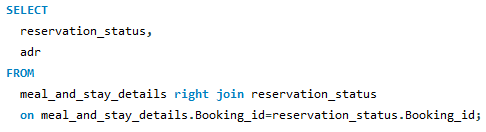 SELECT
reservation_status,
adr
FROM
meal_and_stay_details right join reservation_status
on meal_and_stay_details.Booking_id=reservation_status.Booking_id;